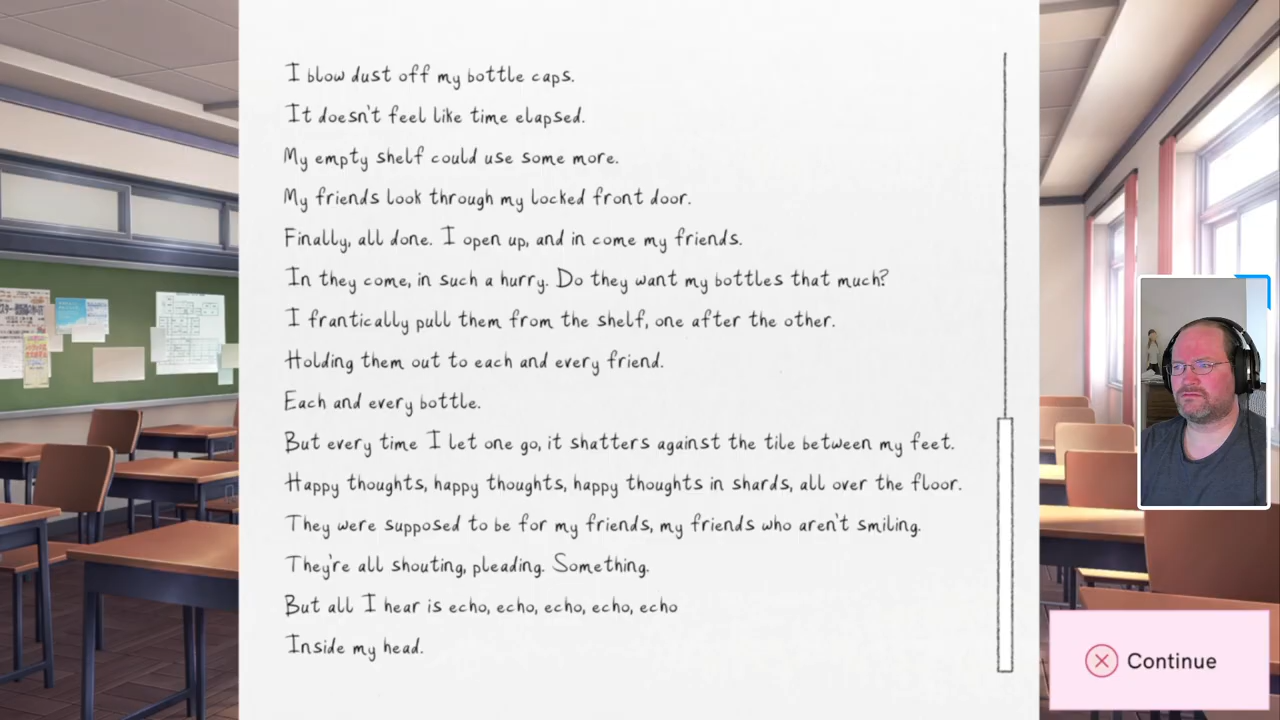 I blow dust off my bottle caps.
It doesn't feel like time elapsed.
My empty shelf could use some more.
My friends look through my locked front door.
Finally, all done. I open up, and in come my friends.
In they come, in such a hurry. Do they want my bottles that much?
I frantically pull them from the shelf, one after the other.
Holding them out to each and every friend.
Each and every bottle.
But every time I let one go, it shatters against the tile between my feet.
Happy thoughts, happy thoughts, happy thoughts in shards, all over the floor.
They were supposed to be for my friends, my friends who aren't smiling.
They're all shouting, pleading. Something.
But all I hear is echo, echo, echo, echo, echo
Inside my head.
Continue